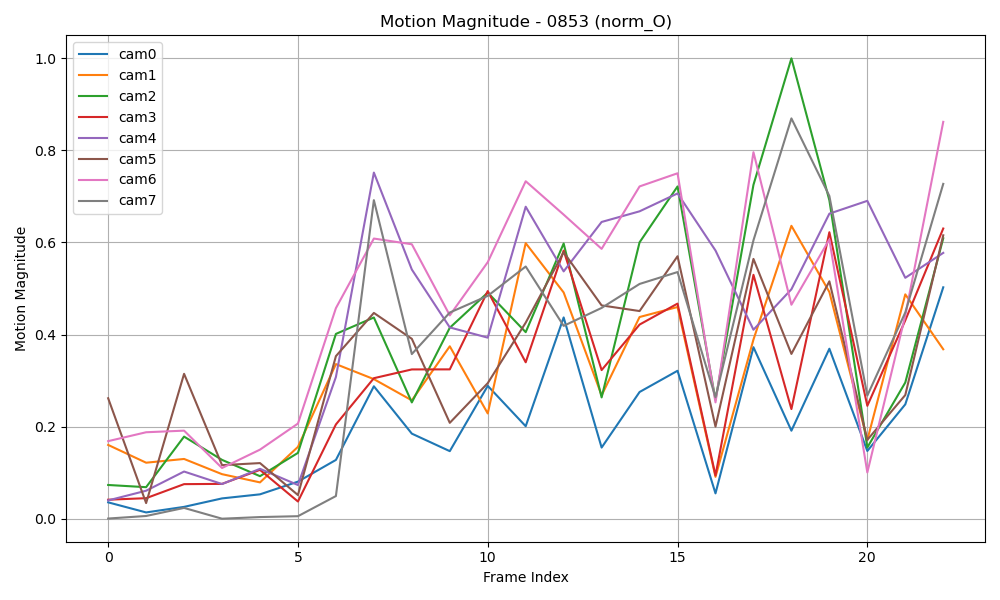 Motion Magnitude - 0853 (norm_O)
cam0
cam1
cam2
cam3
cam4
cam5
cam6
cam7
1.0
0.8
0.6
0.4
0.2
0.0
Motion Magnitude
0 5 10 15 20
Frame Index